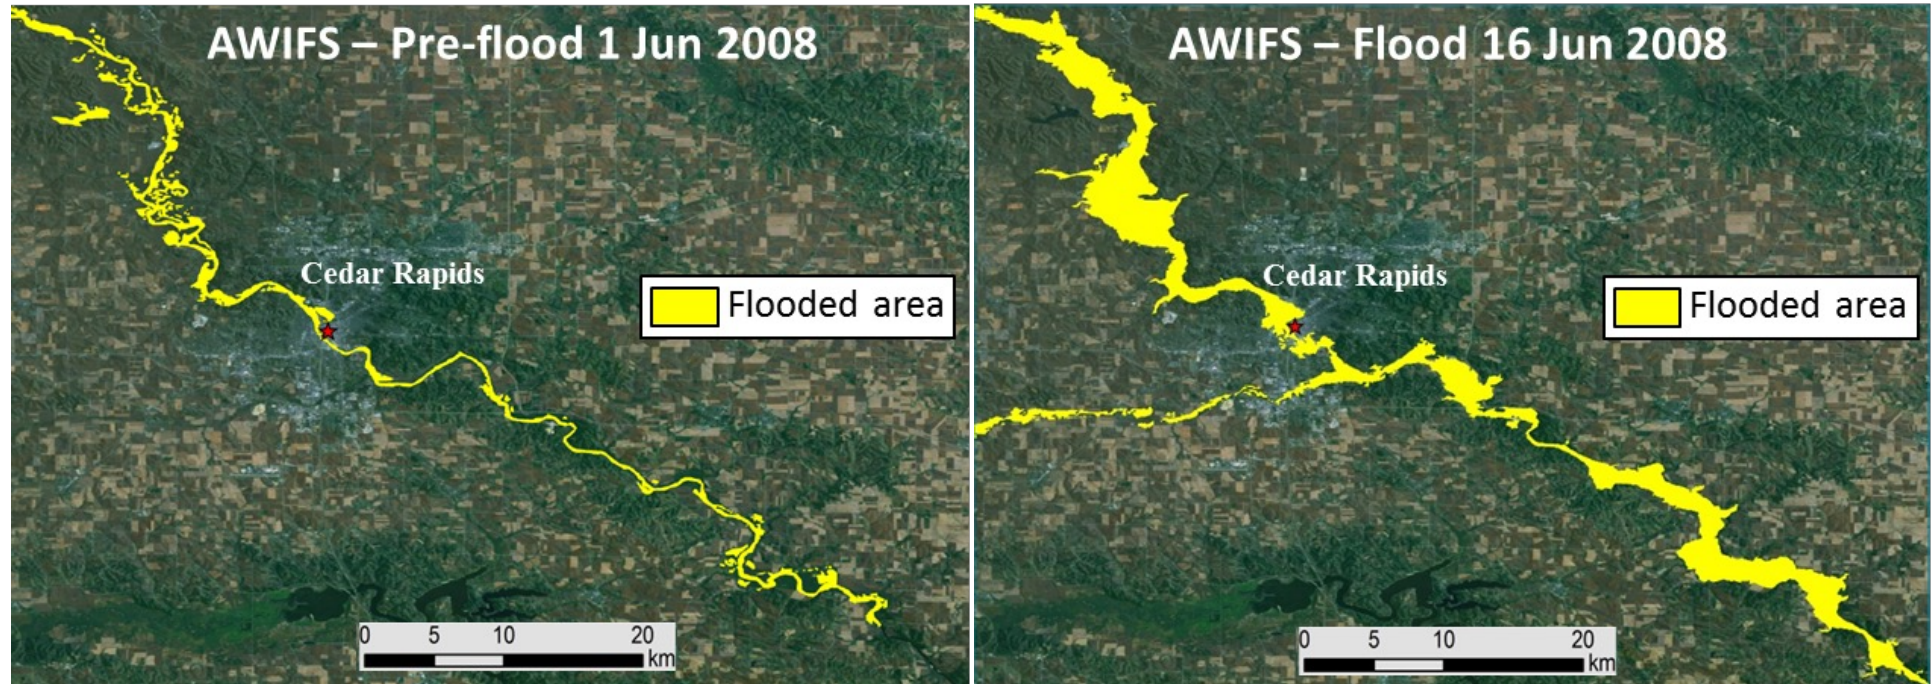 AWIFS – Pre-flood 1 Jun 2008
Cedar Rapids
Flooded area
0 5 10 20
km
AWIFS – Flood 16 Jun 2008
Cedar Rapids
Flooded area
0 5 10 20
km